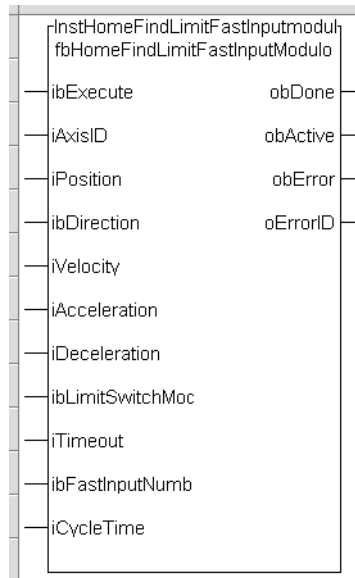 InstHomeFindLimitFastInputmodul
fbHomeFindLimitFastInputModulo
ibExecute obDone
iAxisID obActive
iPosition obError
ibDirection oErrorID
iVelocity
iAcceleration
iDeceleration
ibLimitSwitchMoc
iTimeout
ibFastInputNumb
iCycleTime